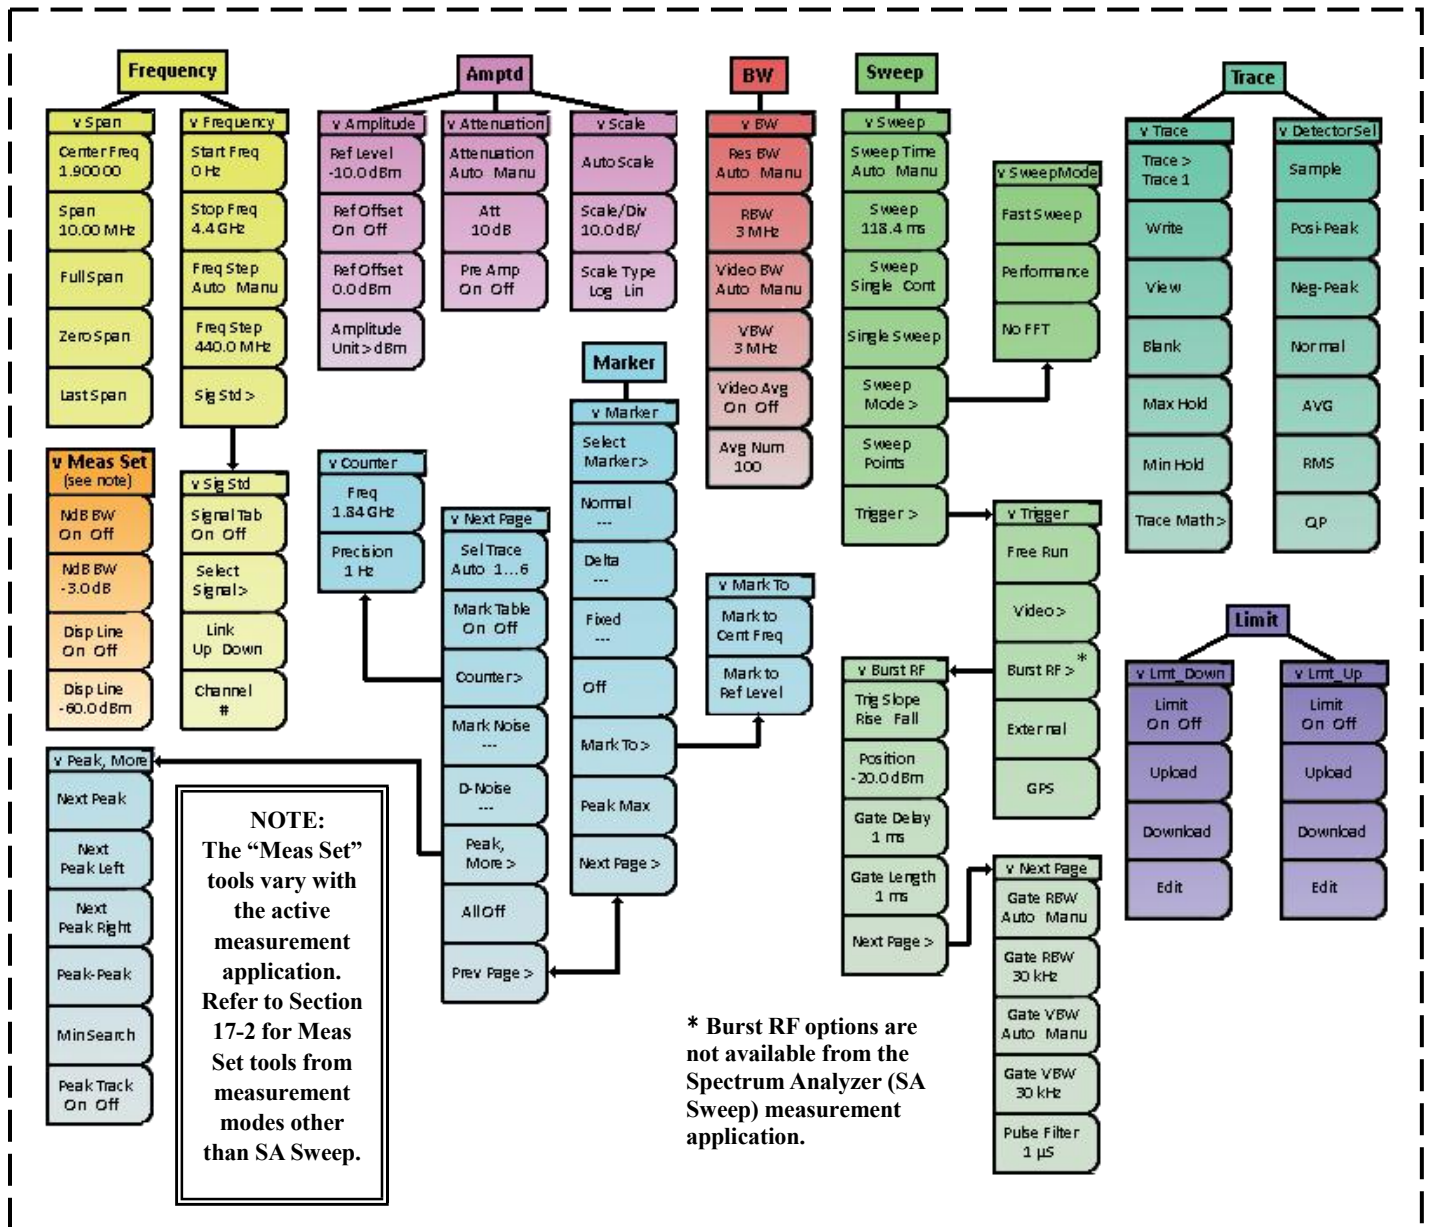 Frequency
v Span
Center Freq
1.90000
Span
10.00 MHz
Full Span
Zero Span
Last Span
v Frequency
Start Freq
0 Hz
Stop Freq
4.4 GHz
Freq Step
Auto Manu
Freq Step
440.0 MHz
Sig Std >
v Sig Std
Signal Tab
On Off
Select
Signal>
Link
Up Down
Channel
#
v Meas Set
(see note)
NdB BW
On Off
NdB BW
-3.0 dB
Disp Line
On Off
Disp Line
-60.0 dBm
Amptd
v Amplitude
Ref Level
-10.0 dBm
Ref Offset
On Off
Ref Offset
0.0 dBm
Amplitude
Unit > dBm
v Attenuation
Attenuation
Auto Manu
Att
10 dB
Pre Amp
On Off
v Scale
Auto Scale
Scale/Div
10.0 dB/
Scale Type
Log Lin
Marker
v Marker
Select
Marker>
Normal
---
Delta
---
Fixed
---
Off
Mark To>
Peak Max
Next Page >
v Mark To
Mark to
Cent Freq
Mark to
Ref Level
v Next Page
Sel Trace
Auto 1...6
Mark Table
On Off
Counter>
Mark Noise
---
D-Noise
---
Peak,
More >
All Off
Prev Page >
v Counter
Freq
1.84 GHz
Precision
1 Hz
v Peak, More
Next Peak
Next
Peak Left
Next
Peak Right
Peak-Peak
Min Search
Peak Track
On Off
NOTE:
The “Meas Set”
tools vary with
the active
measurement
application.
Refer to Section
17-2 for Meas
Set tools from
measurement
modes other
than SA Sweep.
BW
v BW
Res BW
Auto Manu
RBW
3 MHz
Video BW
Auto Manu
VBW
3 MHz
Video Avg
On Off
Avg Num
100
Sweep
v Sweep
Sweep Time
Auto Manu
Sweep
118.4 ms
Sweep
Single Cont
Single Sweep
Sweep
Mode >
Sweep
Points
Trigger >
v SweepMode
Fast Sweep
Performance
No FFT
v Trigger
Free Run
Video >
Burst RF > *
External
GPS
v Burst RF
Trig Slope
Rise Fall
Position
-20.0 dBm
Gate Delay
1 ms
Gate Length
1 ms
Next Page >
v Next Page
Gate RBW
Auto Manu
Gate RBW
30 kHz
Gate VBW
Auto Manu
Gate VBW
30 kHz
Pulse Filter
1 µS
* Burst RF options are
not available from the
Spectrum Analyzer (SA
Sweep) measurement
application.
Trace
v Trace
Trace >
Trace 1
Write
View
Blank
Max Hold
Min Hold
Trace Math >
v Detector Sel
Sample
Posi-Peak
Neg-Peak
Normal
AVG
RMS
QP
Limit
v Lmt_Down
Limit
On Off
Upload
Download
Edit
v Lmt_Up
Limit
On Off
Upload
Download
Edit